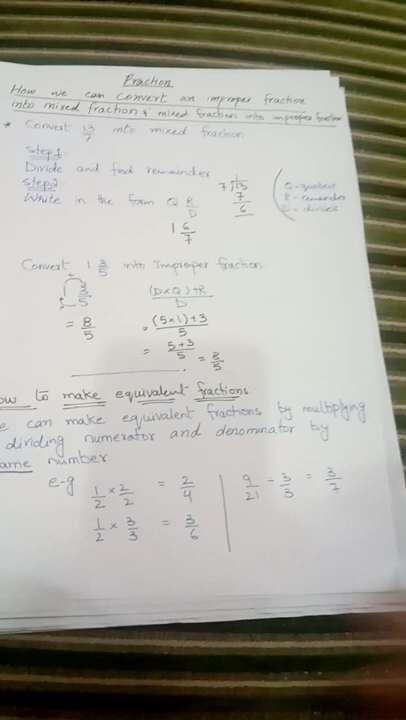 Fraction
How we can convert an improper fraction
into mixed fraction & mixed fraction into improper fraction
* Convert 13/7 into mixed fraction
Step 1
Divide and find remainder
7)13 1
7
6
Q = quotient
R = remainder
D = divisor
Step 2
Write in the form Q R/D
1 6/7
Convert 1 3/5 into Improper fraction
1 3/5 (D×Q)+R/D
= 8/5 = (5×1)+3/5
= 5+3/5 = 8/5
ow to make equivalent fractions
e can make equivalent fractions by multiplying
dividing numerator and denominator by
ame number
e-g 1/2 × 2/2 = 2/4
1/2 × 3/3 = 3/6
9/21 ÷ 3/3 = 3/7